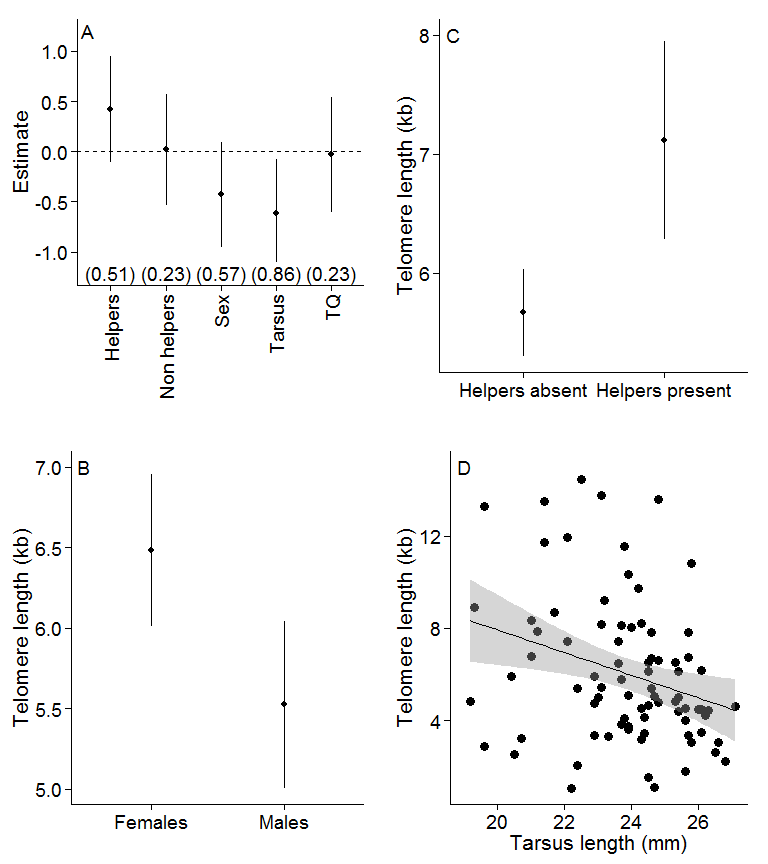 A
1.0
0.5
0.0
-0.5
-1.0
Estimate
(0.51) (0.23) (0.57) (0.86) (0.23)
Helpers
Non helpers
Sex
Tarsus
TQ
C
8
7
6
Telomere length (kb)
Helpers absent Helpers present
B
7.0
6.5
6.0
5.5
5.0
Telomere length (kb)
Females Males
D
12
8
4
Telomere length (kb)
20 22 24 26
Tarsus length (mm)